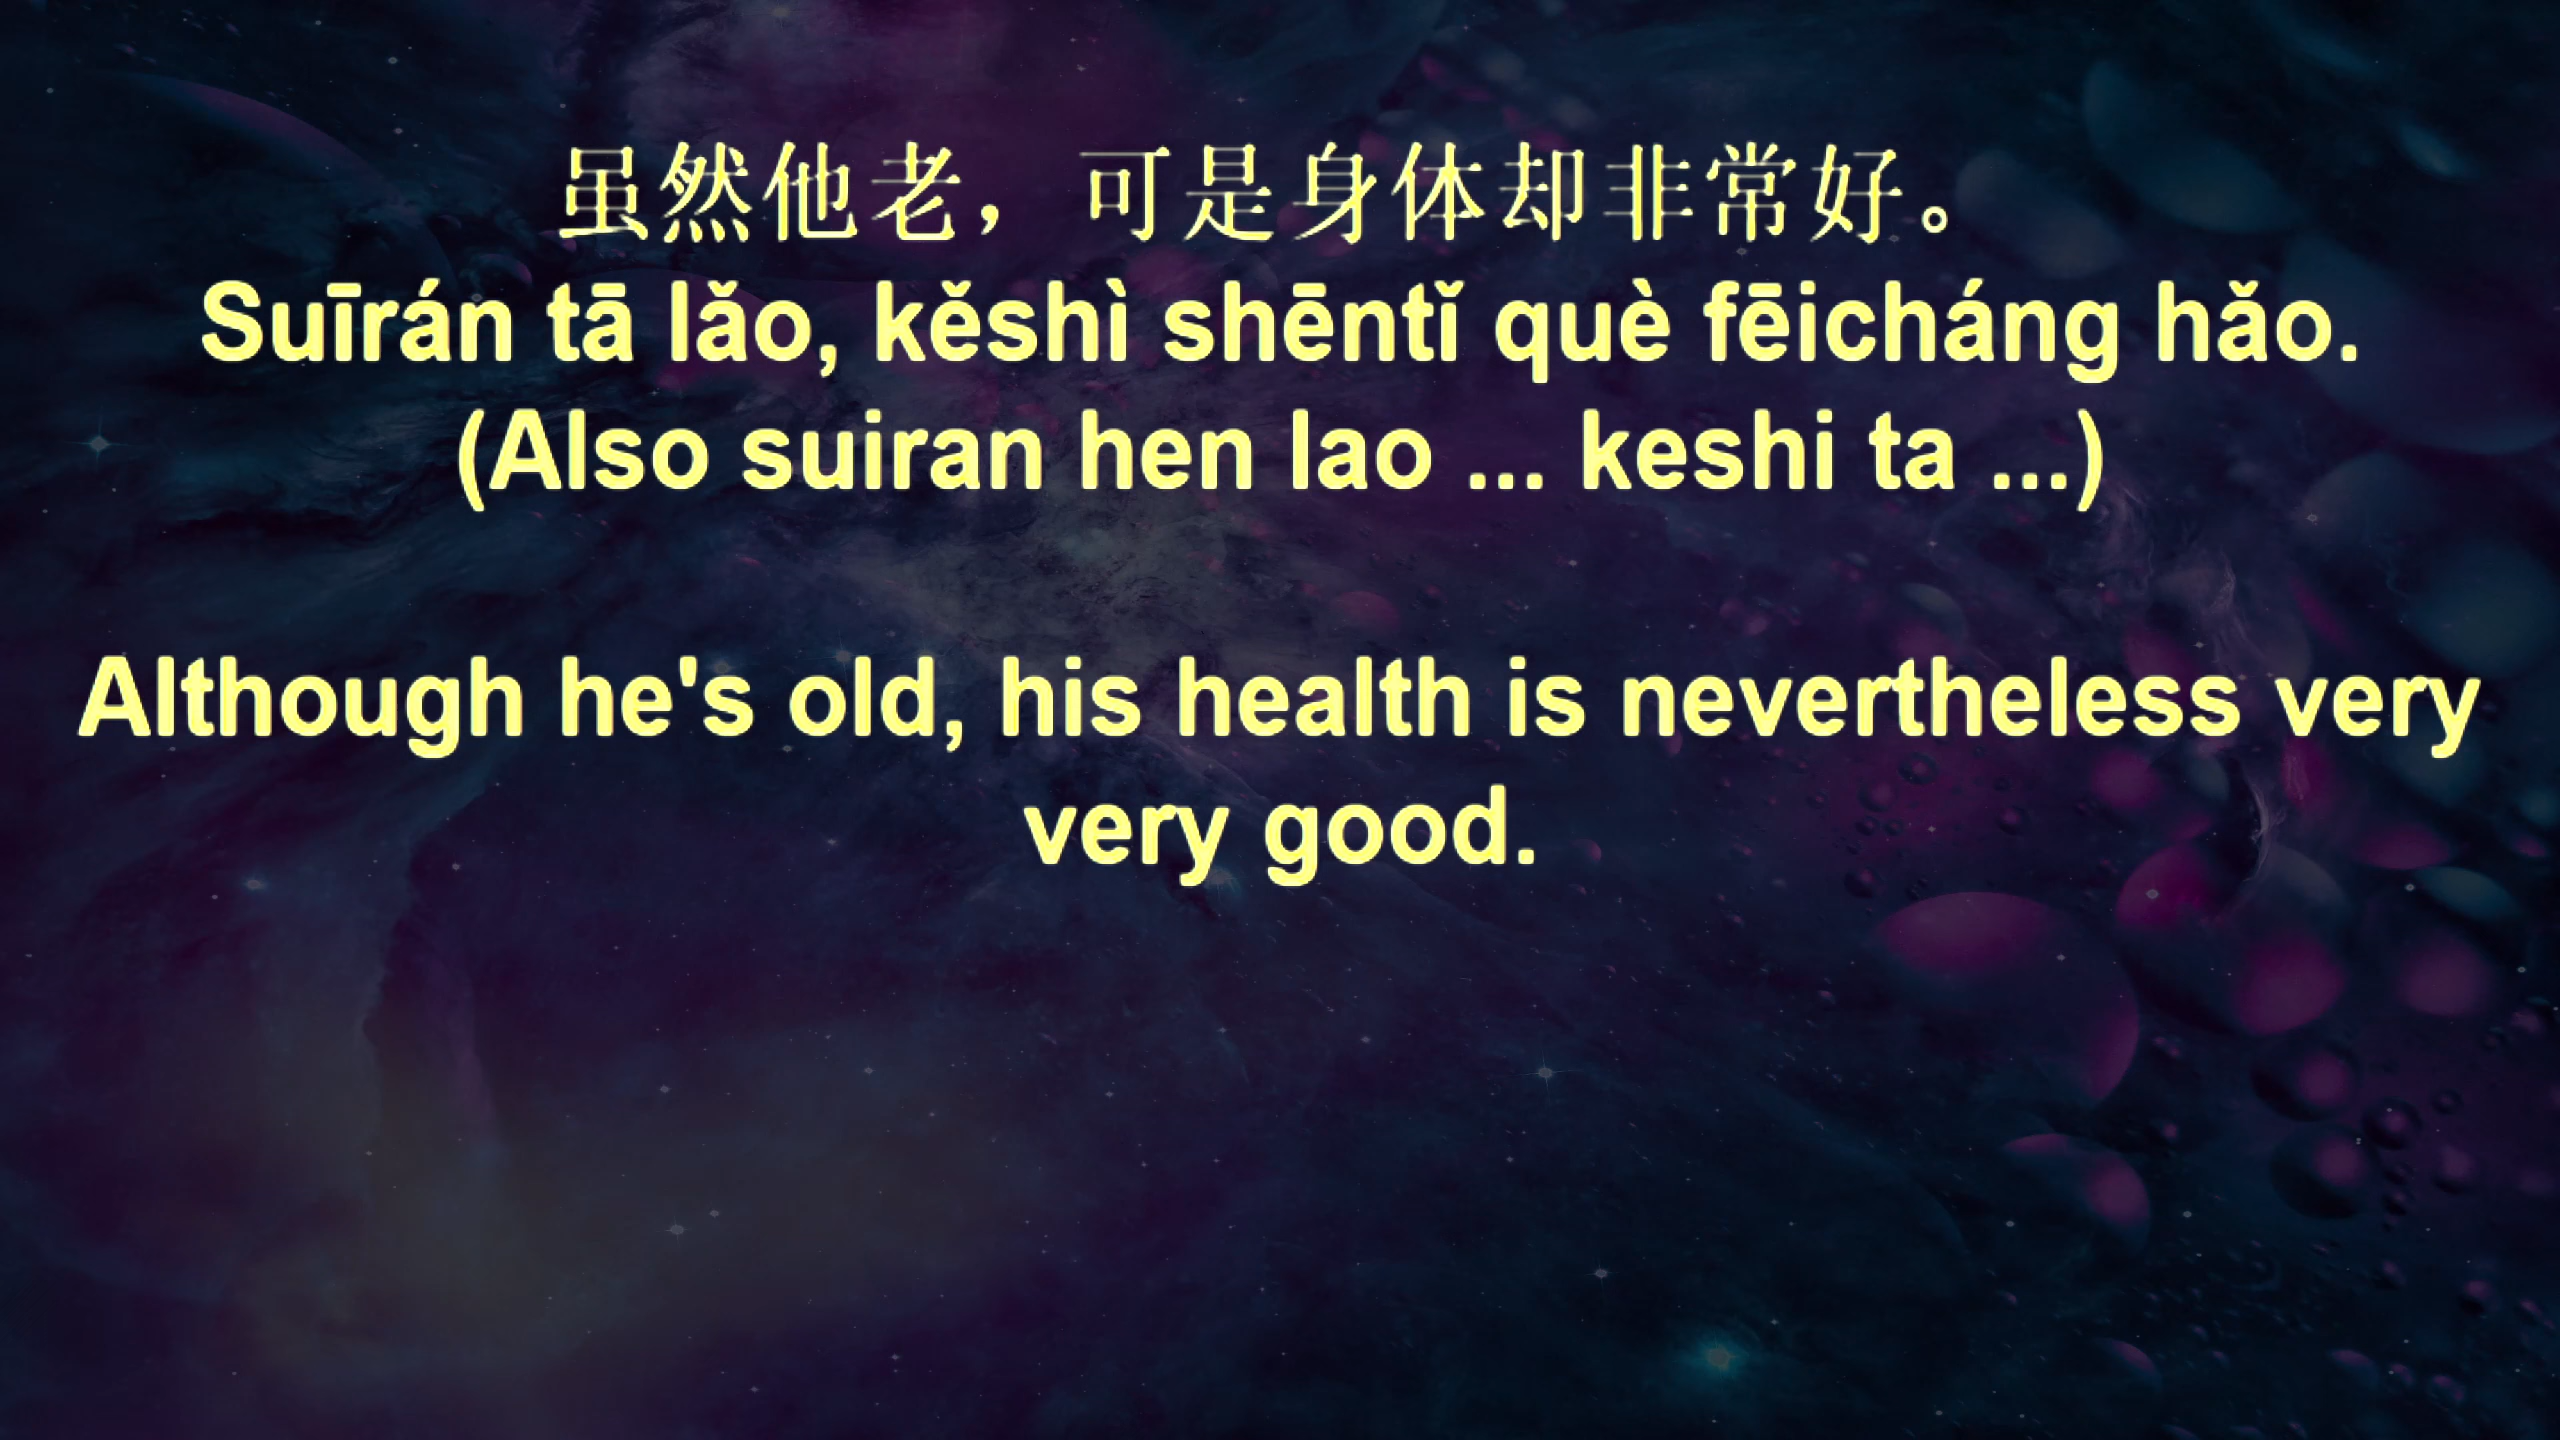 虽然他老，可是身体却非常好。
Suīrán tā lǎo, kěshì shēntǐ què fēicháng hǎo.
(Also suiran hen lao ... keshi ta ...)
Although he's old, his health is nevertheless very
very good.